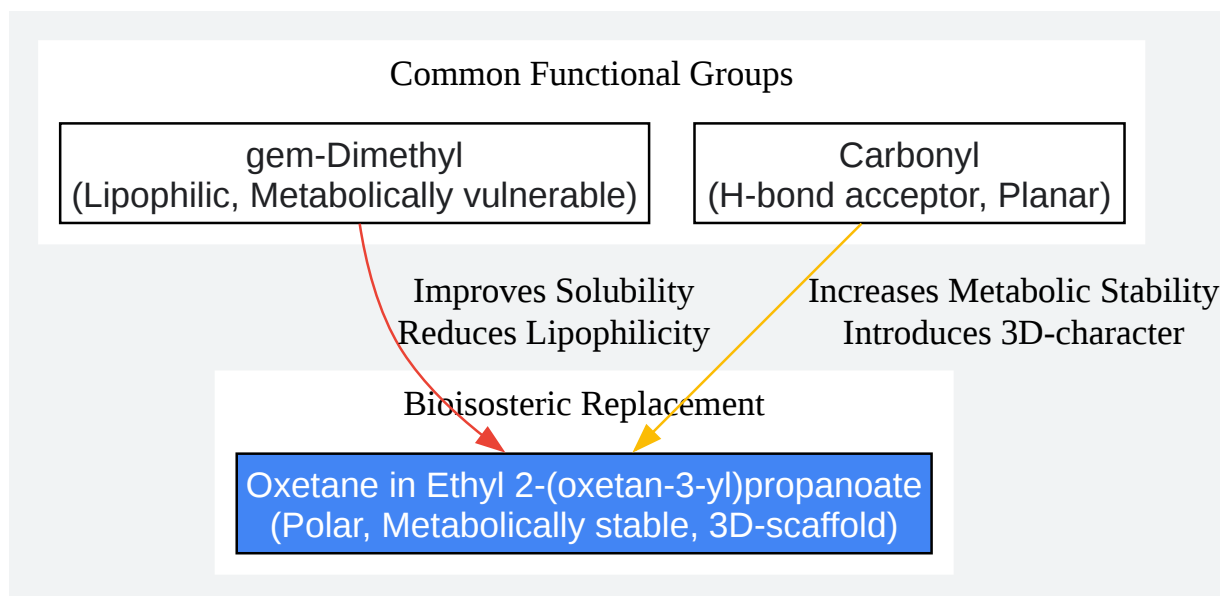 Common Functional Groups
gem-Dimethyl
(Lipophilic, Metabolically vulnerable)
Carbonyl
(H-bond acceptor, Planar)
Improves Solubility
Reduces Lipophilicity
Increases Metabolic Stability
Introduces 3D-character
Bioisosteric Replacement
Oxetane in Ethyl 2-(oxetan-3-yl)propanoate
(Polar, Metabolically stable, 3D-scaffold)